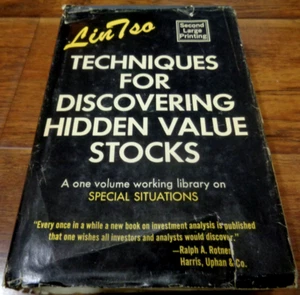 Lin Tso
Second
Large
Printing
TECHNIQUES
FOR
DISCOVERING
HIDDEN VALUE
STOCKS
A one volume working library on
SPECIAL SITUATIONS
"Every once in a while a new book on investment analysis is published
that one wishes all investors and analysts would discover."
—Ralph A. Rotnem
Harris, Uphan & Co.